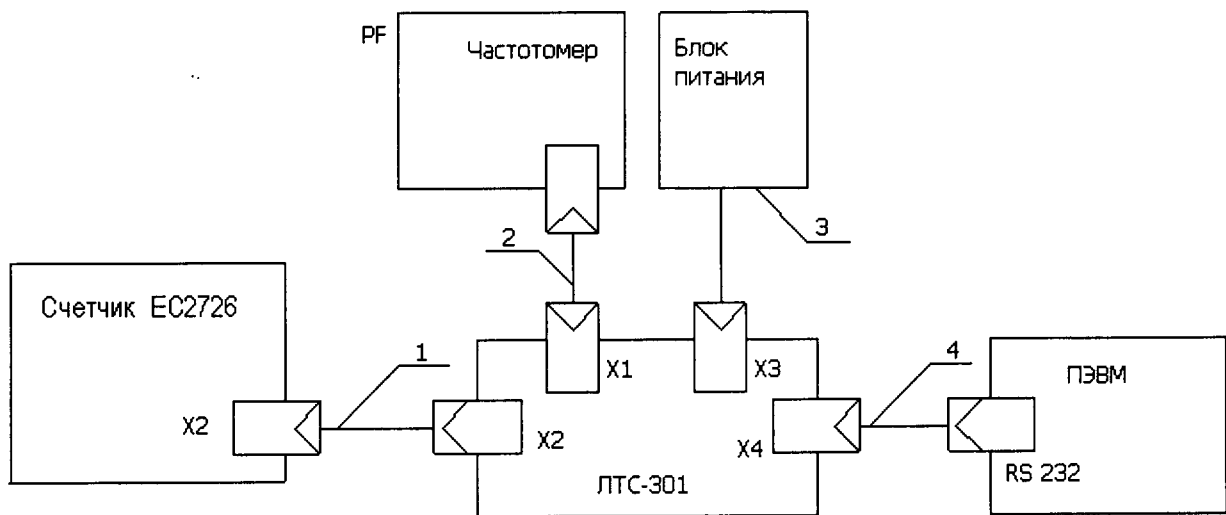 PF
Частотомер
Блок
питания
2
3
Счетчик ЕС2726
1
X1
X3
4
ПЭВМ
X2
X2
X4
ЛТС-301
RS 232